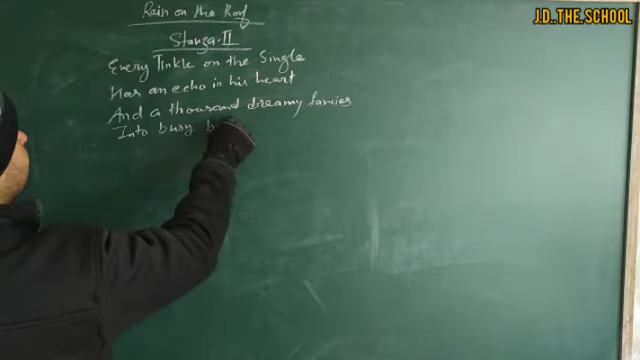 J.D..THE.SCHOOL
Rain on the Roof
Stanza-II
Every Tinkle on the Single
Has an echo in his heart
And a thousand dreamy fancies
Into busy b